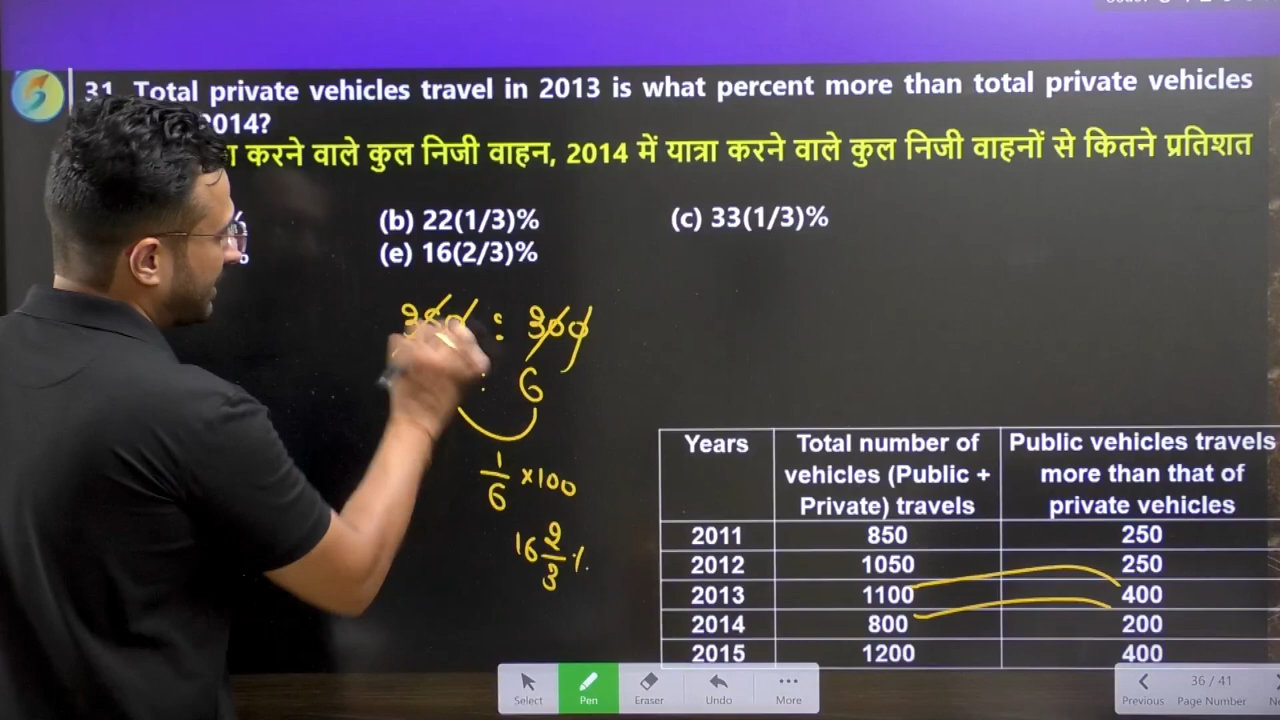 31. Total private vehicles travel in 2013 is what percent more than total private vehicles
2014?
करने वाले कुल निजी वाहन, 2014 में यात्रा करने वाले कुल निजी वाहनों से कितने प्रतिशत
(b) 22(1/3)% (c) 33(1/3)%
(e) 16(2/3)%
: 300
: 6
1/6 ×100
16 2/3 %
Years Total number of vehicles (Public + Private) travels Public vehicles travels more than that of private vehicles
2011 850 250
2012 1050 250
2013 1100 400
2014 800 200
2015 1200 400
Select Pen Eraser Undo More
Previous 36 / 41 Page Number